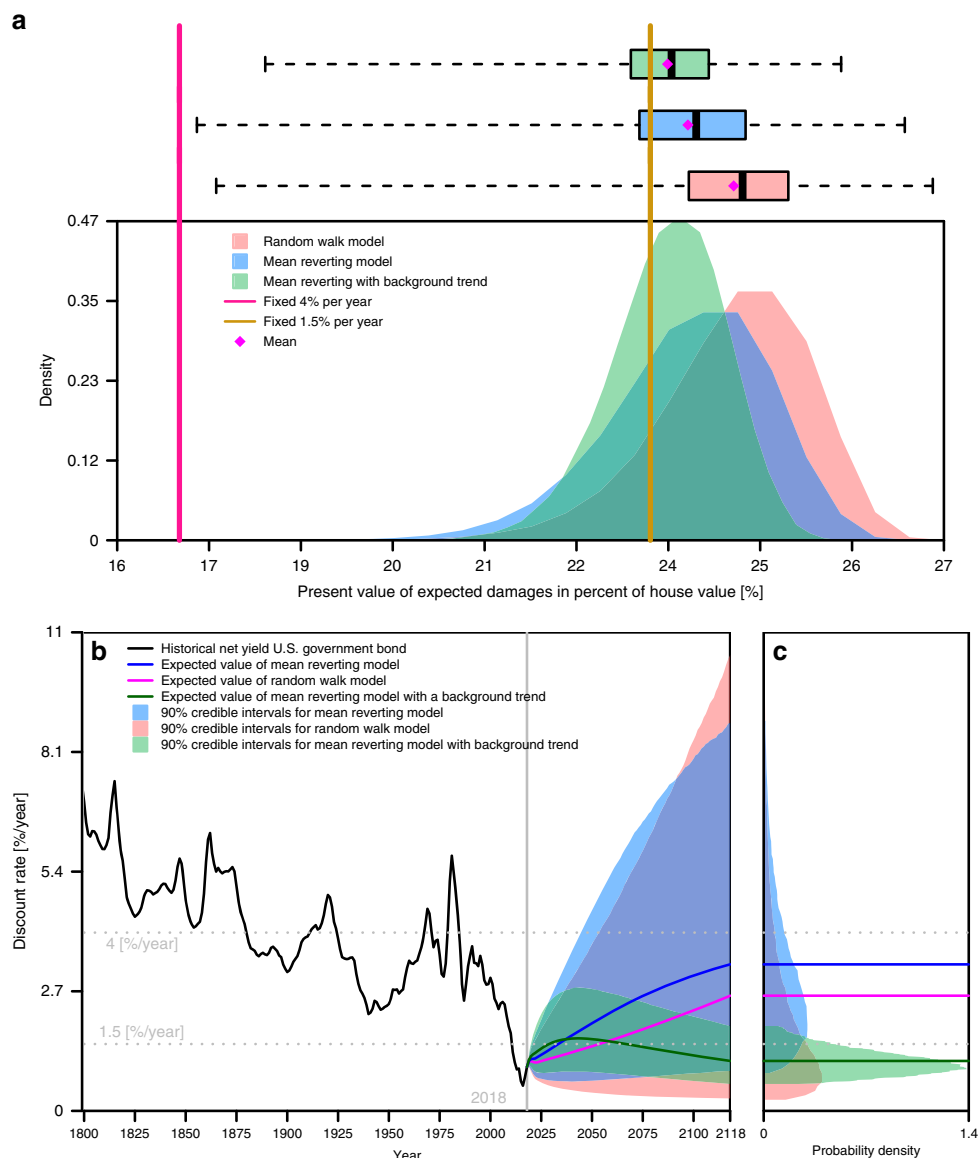 a
0.47
0.35
0.23
0.12
0
Density
Random walk model
Mean reverting model
Mean reverting with background trend
Fixed 4% per year
Fixed 1.5% per year
Mean
16 17 19 20 21 22 24 25 26 27
Present value of expected damages in percent of house value [%]
b
c
11
8.1
5.4
2.7
0
Discount rate [%/year]
Historical net yield U.S. government bond
Expected value of mean reverting model
Expected value of random walk model
Expected value of mean reverting model with a background trend
90% credible intervals for mean reverting model
90% credible intervals for random walk model
90% credible intervals for mean reverting model with background trend
4 [%/year]
1.5 [%/year]
2018
1800 1825 1850 1875 1900 1925 1950 1975 2000 2025 2050 2075 2100 2118
Year
0 1.4
Probability density